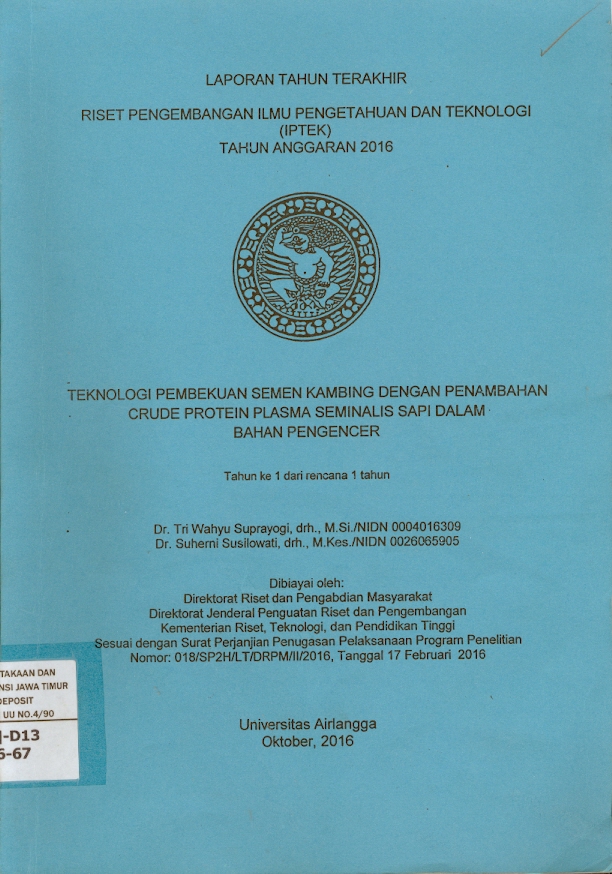 LAPORAN TAHUN TERAKHIR
RISET PENGEMBANGAN ILMU PENGETAHUAN DAN TEKNOLOGI
(IPTEK)
TAHUN ANGGARAN 2016
TEKNOLOGI PEMBEKUAN SEMEN KAMBING DENGAN PENAMBAHAN
CRUDE PROTEIN PLASMA SEMINALIS SAPI DALAM
BAHAN PENGENCER
Tahun ke 1 dari rencana 1 tahun
Dr. Tri Wahyu Suprayogi, drh., M.Si./NIDN 0004016309
Dr. Suherni Susilowati, drh., M.Kes./NIDN 0026065905
Dibiayai oleh:
Direktorat Riset dan Pengabdian Masyarakat
Direktorat Jenderal Penguatan Riset dan Pengembangan
Kementerian Riset, Teknologi, dan Pendidikan Tinggi
Sesuai dengan Surat Perjanjian Penugasan Pelaksanaan Program Penelitian
Nomor: 018/SP2H/LT/DRPM/II/2016, Tanggal 17 Februari 2016
TAKAAN DAN
NSI JAWA TIMUR
DEPOSIT
UU NO.4/90
-D13
6-67
Universitas Airlangga
Oktober, 2016